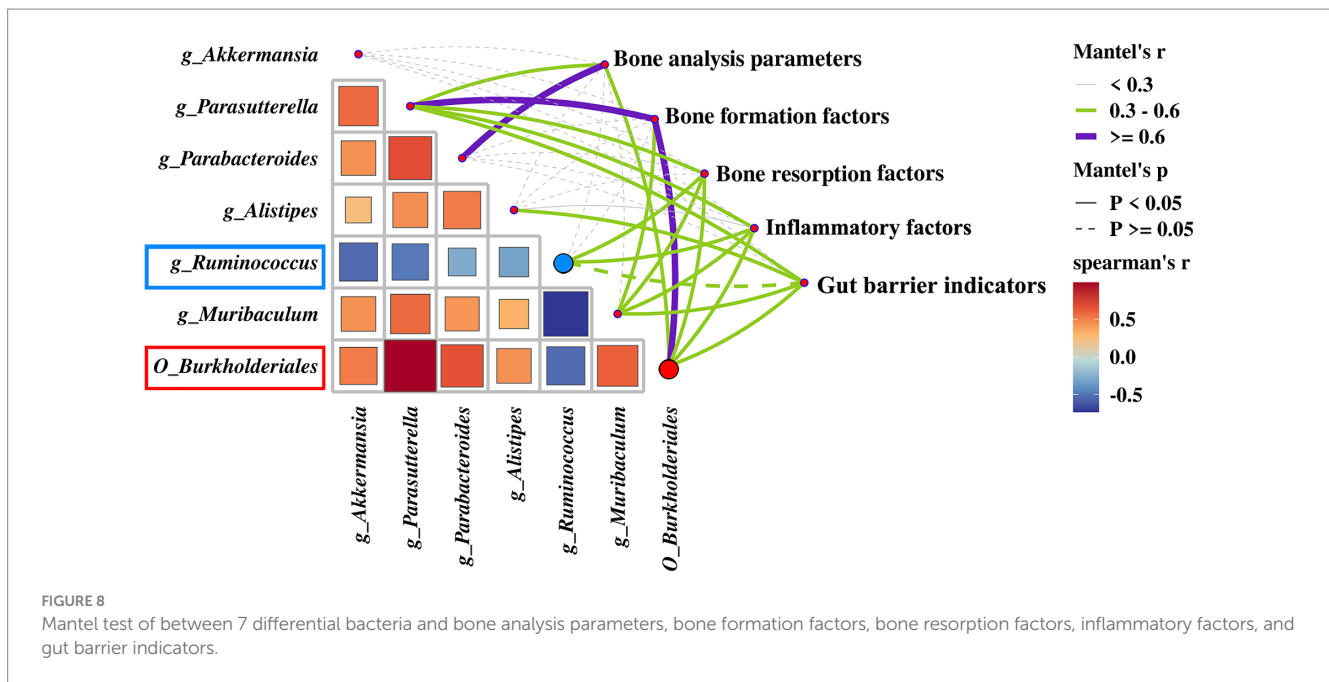 g_Akkermansia
g_Parasutterella
g_Parabacteroides
g_Alistipes
g_Ruminococcus
g_Muribaculum
O_Burkholderiales
g_Akkermansia
g_Parasutterella
g_Parabacteroides
g_Alistipes
g_Ruminococcus
g_Muribaculum
O_Burkholderiales
Bone analysis parameters
Bone formation factors
Bone resorption factors
Inflammatory factors
Gut barrier indicators
Mantel's r
< 0.3
0.3 - 0.6
>= 0.6
Mantel's p
P < 0.05
P >= 0.05
spearman's r
0.5
0.0
-0.5
FIGURE 8
Mantel test of between 7 differential bacteria and bone analysis parameters, bone formation factors, bone resorption factors, inflammatory factors, and
gut barrier indicators.